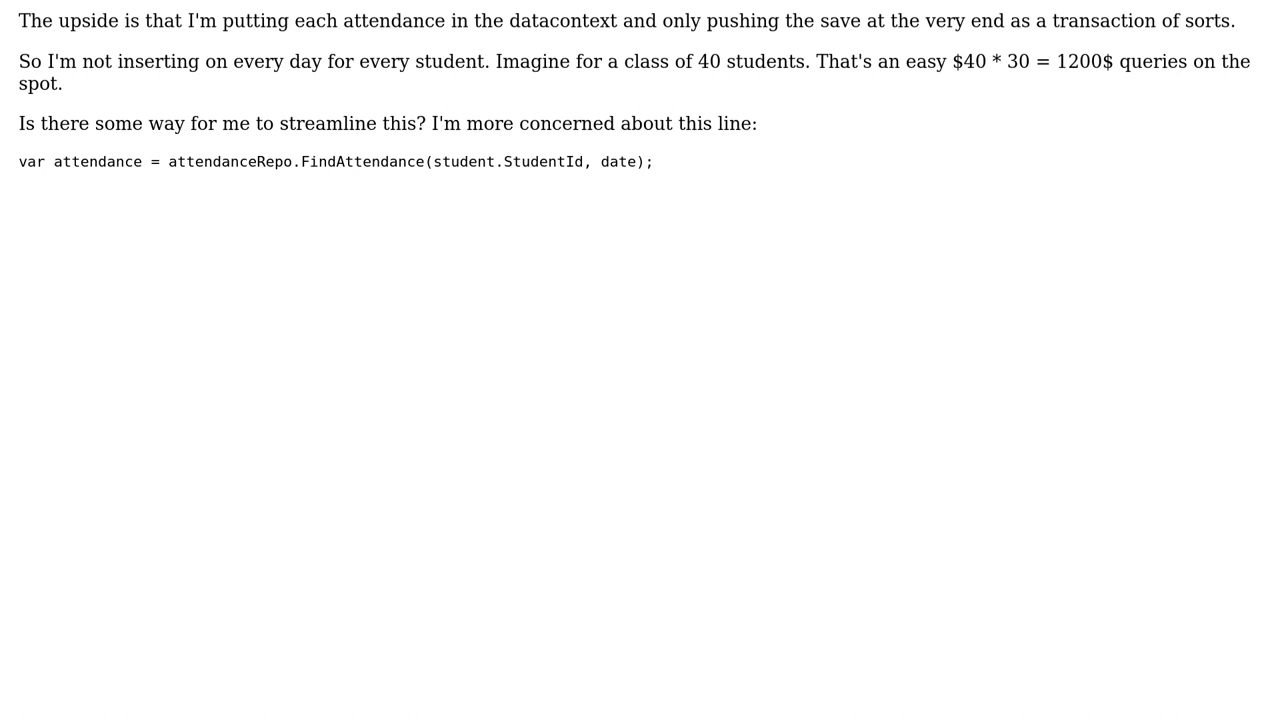 The upside is that I'm putting each attendance in the datacontext and only pushing the save at the very end as a transaction of sorts.
So I'm not inserting on every day for every student. Imagine for a class of 40 students. That's an easy $40 * 30 = 1200$ queries on the
spot.
Is there some way for me to streamline this? I'm more concerned about this line:
var attendance = attendanceRepo.FindAttendance(student.StudentId, date);